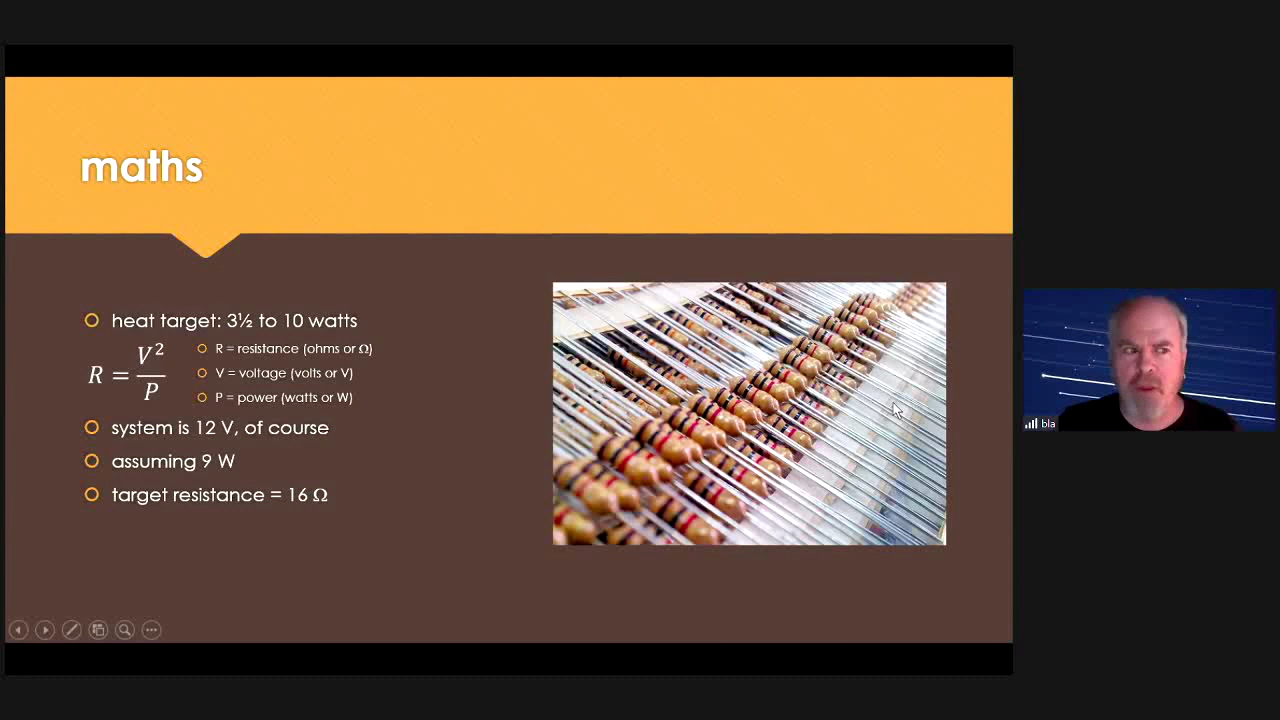 maths
heat target: 3½ to 10 watts
R = V² / P
R = resistance (ohms or Ω)
V = voltage (volts or V)
P = power (watts or W)
system is 12 V, of course
assuming 9 W
target resistance = 16 Ω
bla